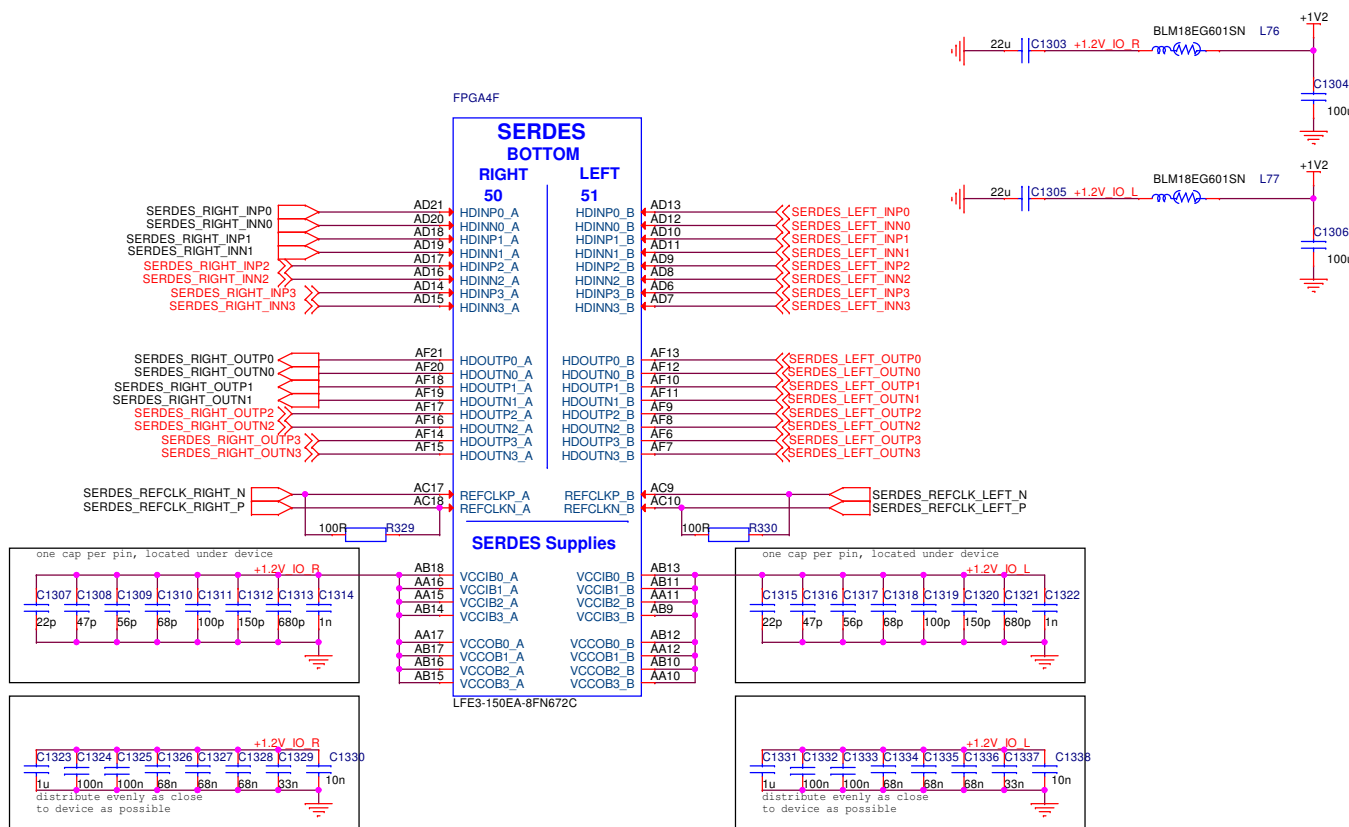 +1V2
BLM18EG601SN L76
22u C1303 +1.2V_IO_R
C1304
100u
FPGA4F
SERDES
BOTTOM
RIGHT LEFT
50 51
+1V2
BLM18EG601SN L77
22u C1305 +1.2V_IO_L
C1306
100u
SERDES_RIGHT_INP0 AD21 HDINP0_A HDINP0_B AD13 SERDES_LEFT_INP0
SERDES_RIGHT_INN0 AD20 HDINN0_A HDINN0_B AD12 SERDES_LEFT_INN0
SERDES_RIGHT_INP1 AD18 HDINP1_A HDINP1_B AD10 SERDES_LEFT_INP1
SERDES_RIGHT_INN1 AD19 HDINN1_A HDINN1_B AD11 SERDES_LEFT_INN1
SERDES_RIGHT_INP2 AD17 HDINP2_A HDINP2_B AD9 SERDES_LEFT_INP2
SERDES_RIGHT_INN2 AD16 HDINN2_A HDINN2_B AD8 SERDES_LEFT_INN2
SERDES_RIGHT_INP3 AD14 HDINP3_A HDINP3_B AD6 SERDES_LEFT_INP3
SERDES_RIGHT_INN3 AD15 HDINN3_A HDINN3_B AD7 SERDES_LEFT_INN3
SERDES_RIGHT_OUTP0 AF21 HDOUTP0_A HDOUTP0_B AF13 SERDES_LEFT_OUTP0
SERDES_RIGHT_OUTN0 AF20 HDOUTN0_A HDOUTN0_B AF12 SERDES_LEFT_OUTN0
SERDES_RIGHT_OUTP1 AF18 HDOUTP1_A HDOUTP1_B AF10 SERDES_LEFT_OUTP1
SERDES_RIGHT_OUTN1 AF19 HDOUTN1_A HDOUTN1_B AF11 SERDES_LEFT_OUTN1
SERDES_RIGHT_OUTP2 AF17 HDOUTP2_A HDOUTP2_B AF9 SERDES_LEFT_OUTP2
SERDES_RIGHT_OUTN2 AF16 HDOUTN2_A HDOUTN2_B AF8 SERDES_LEFT_OUTN2
SERDES_RIGHT_OUTP3 AF14 HDOUTP3_A HDOUTP3_B AF6 SERDES_LEFT_OUTP3
SERDES_RIGHT_OUTN3 AF15 HDOUTN3_A HDOUTN3_B AF7 SERDES_LEFT_OUTN3
SERDES_REFCLK_RIGHT_N AC17 REFCLKP_A REFCLKP_B AC9 SERDES_REFCLK_LEFT_N
SERDES_REFCLK_RIGHT_P AC18 REFCLKN_A REFCLKN_B AC10 SERDES_REFCLK_LEFT_P
100R R329 100R R330
SERDES Supplies
one cap per pin, located under device
+1.2V_IO_R
C1307 C1308 C1309 C1310 C1311 C1312 C1313 C1314
22p 47p 56p 68p 100p 150p 680p 1n
AB18 VCCIB0_A VCCIB0_B AB13
AA16 VCCIB1_A VCCIB1_B AB11
AA15 VCCIB2_A VCCIB2_B AA11
AB14 VCCIB3_A VCCIB3_B AB9
AA17 VCCOB0_A VCCOB0_B AB12
AB17 VCCOB1_A VCCOB1_B AA12
AB16 VCCOB2_A VCCOB2_B AB10
AB15 VCCOB3_A VCCOB3_B AA10
LFE3-150EA-8FN672C
one cap per pin, located under device
+1.2V_IO_L
C1315 C1316 C1317 C1318 C1319 C1320 C1321 C1322
22p 47p 56p 68p 100p 150p 680p 1n
+1.2V_IO_R
C1323 C1324 C1325 C1326 C1327 C1328 C1329 C1330
1u 100n 100n 68n 68n 68n 33n 10n
distribute evenly as close
to device as possible
+1.2V_IO_L
C1331 C1332 C1333 C1334 C1335 C1336 C1337 C1338
1u 100n 100n 68n 68n 68n 33n 10n
distribute evenly as close
to device as possible